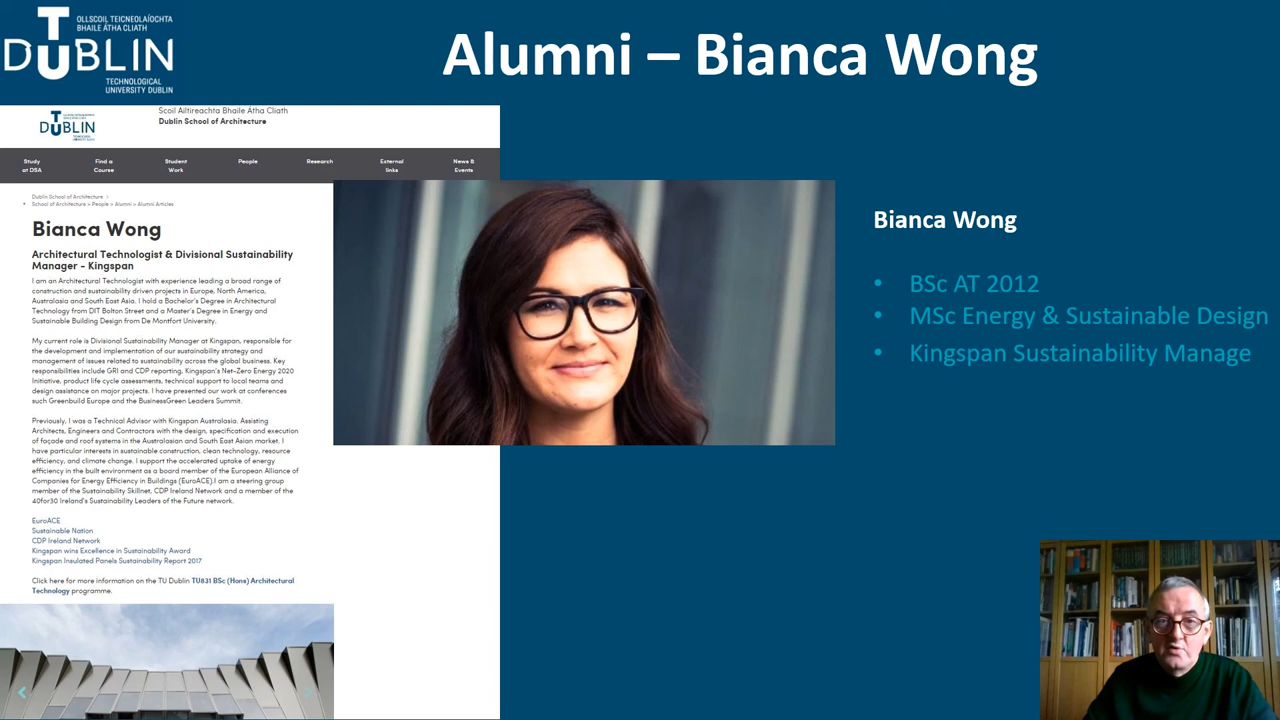 OLLSCOIL TEICNEOLAÍOCHTA
BHAILE ÁTHA CLIATH
TU DUBLIN
TECHNOLOGICAL
UNIVERSITY DUBLIN
Alumni – Bianca Wong
TU DUBLIN
Scoil Ailtireachta Bhaile Átha Cliath
Dublin School of Architecture
Study at DSA
Find a Course
Student Work
People
Research
External links
News & Events
Dublin School of Architecture >
School of Architecture > People > Alumni > Alumni Articles
Bianca Wong
Architectural Technologist & Divisional Sustainability
Manager - Kingspan
I am an Architectural Technologist with experience leading a broad range of
construction and sustainability driven projects in Europe, North America,
Australasia and South East Asia. I hold a Bachelor's Degree in Architectural
Technology from DIT Bolton Street and a Master's Degree in Energy and
Sustainable Building Design from De Montfort University.
My current role is Divisional Sustainability Manager at Kingspan, responsible for
the development and implementation of our sustainability strategy and
management of issues related to sustainability across the global business. Key
responsibilities include GRI and CDP reporting, Kingspan's Net-Zero Energy 2020
Initiative, product life cycle assessments, technical support to local teams and
design assistance on major projects. I have presented our work at conferences
such Greenbuild Europe and the BusinessGreen Leaders Summit.
Previously, I was a Technical Advisor with Kingspan Australasia. Assisting
Architects, Engineers and Contractors with the design, specification and execution
of façade and roof systems in the Australasian and South East Asian market. I
have particular interests in sustainable construction, clean technology, resource
efficiency, and climate change. I support the accelerated uptake of energy
efficiency in the built environment as a board member of the European Alliance of
Companies for Energy Efficiency in Buildings (EuroACE).I am a steering group
member of the Sustainability Skillnet, CDP Ireland Network and a member of the
40for30 Ireland's Sustainability Leaders of the Future network.
EuroACE
Sustainable Nation
CDP Ireland Network
Kingspan wins Excellence in Sustainability Award
Kingspan Insulated Panels Sustainability Report 2017
Click here for more information on the TU Dublin TU831 BSc (Hons) Architectural
Technology programme.
Bianca Wong
• BSc AT 2012
• MSc Energy & Sustainable Design
• Kingspan Sustainability Manage